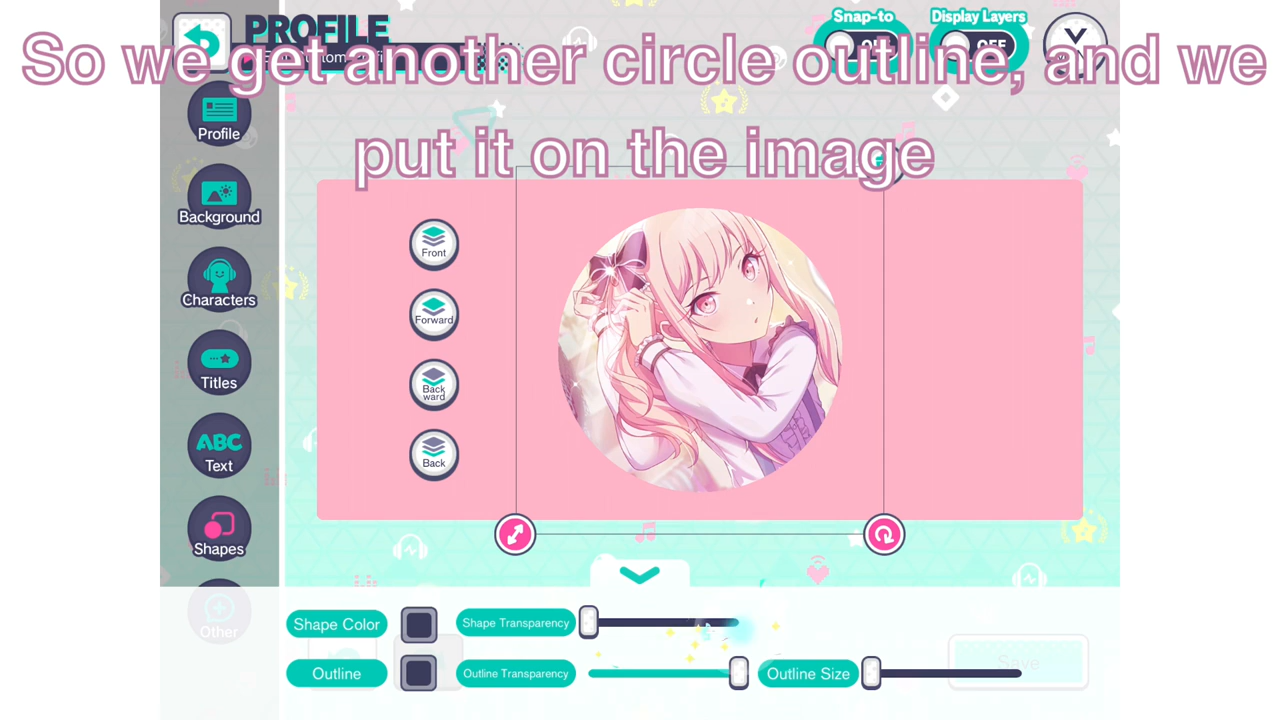 Snap-to
Display Layers
PROFILE
OFF
So we get another circle outline, and we
put it on the image
Profile
Background
Characters
Titles
ABC
Text
Shapes
Other
Front
Forward
Back
ward
Back
Shape Color
Shape Transparency
Outline
Outline Transparency
Outline Size
Save